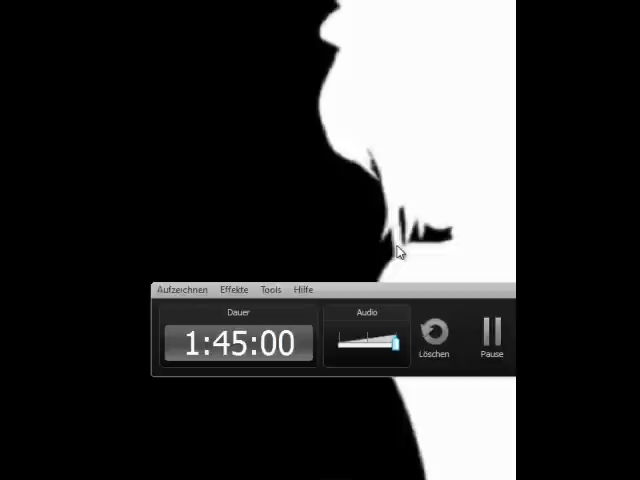 Aufzeichnen Effekte Tools Hilfe
Dauer
1:45:00
Audio
Löschen
Pause